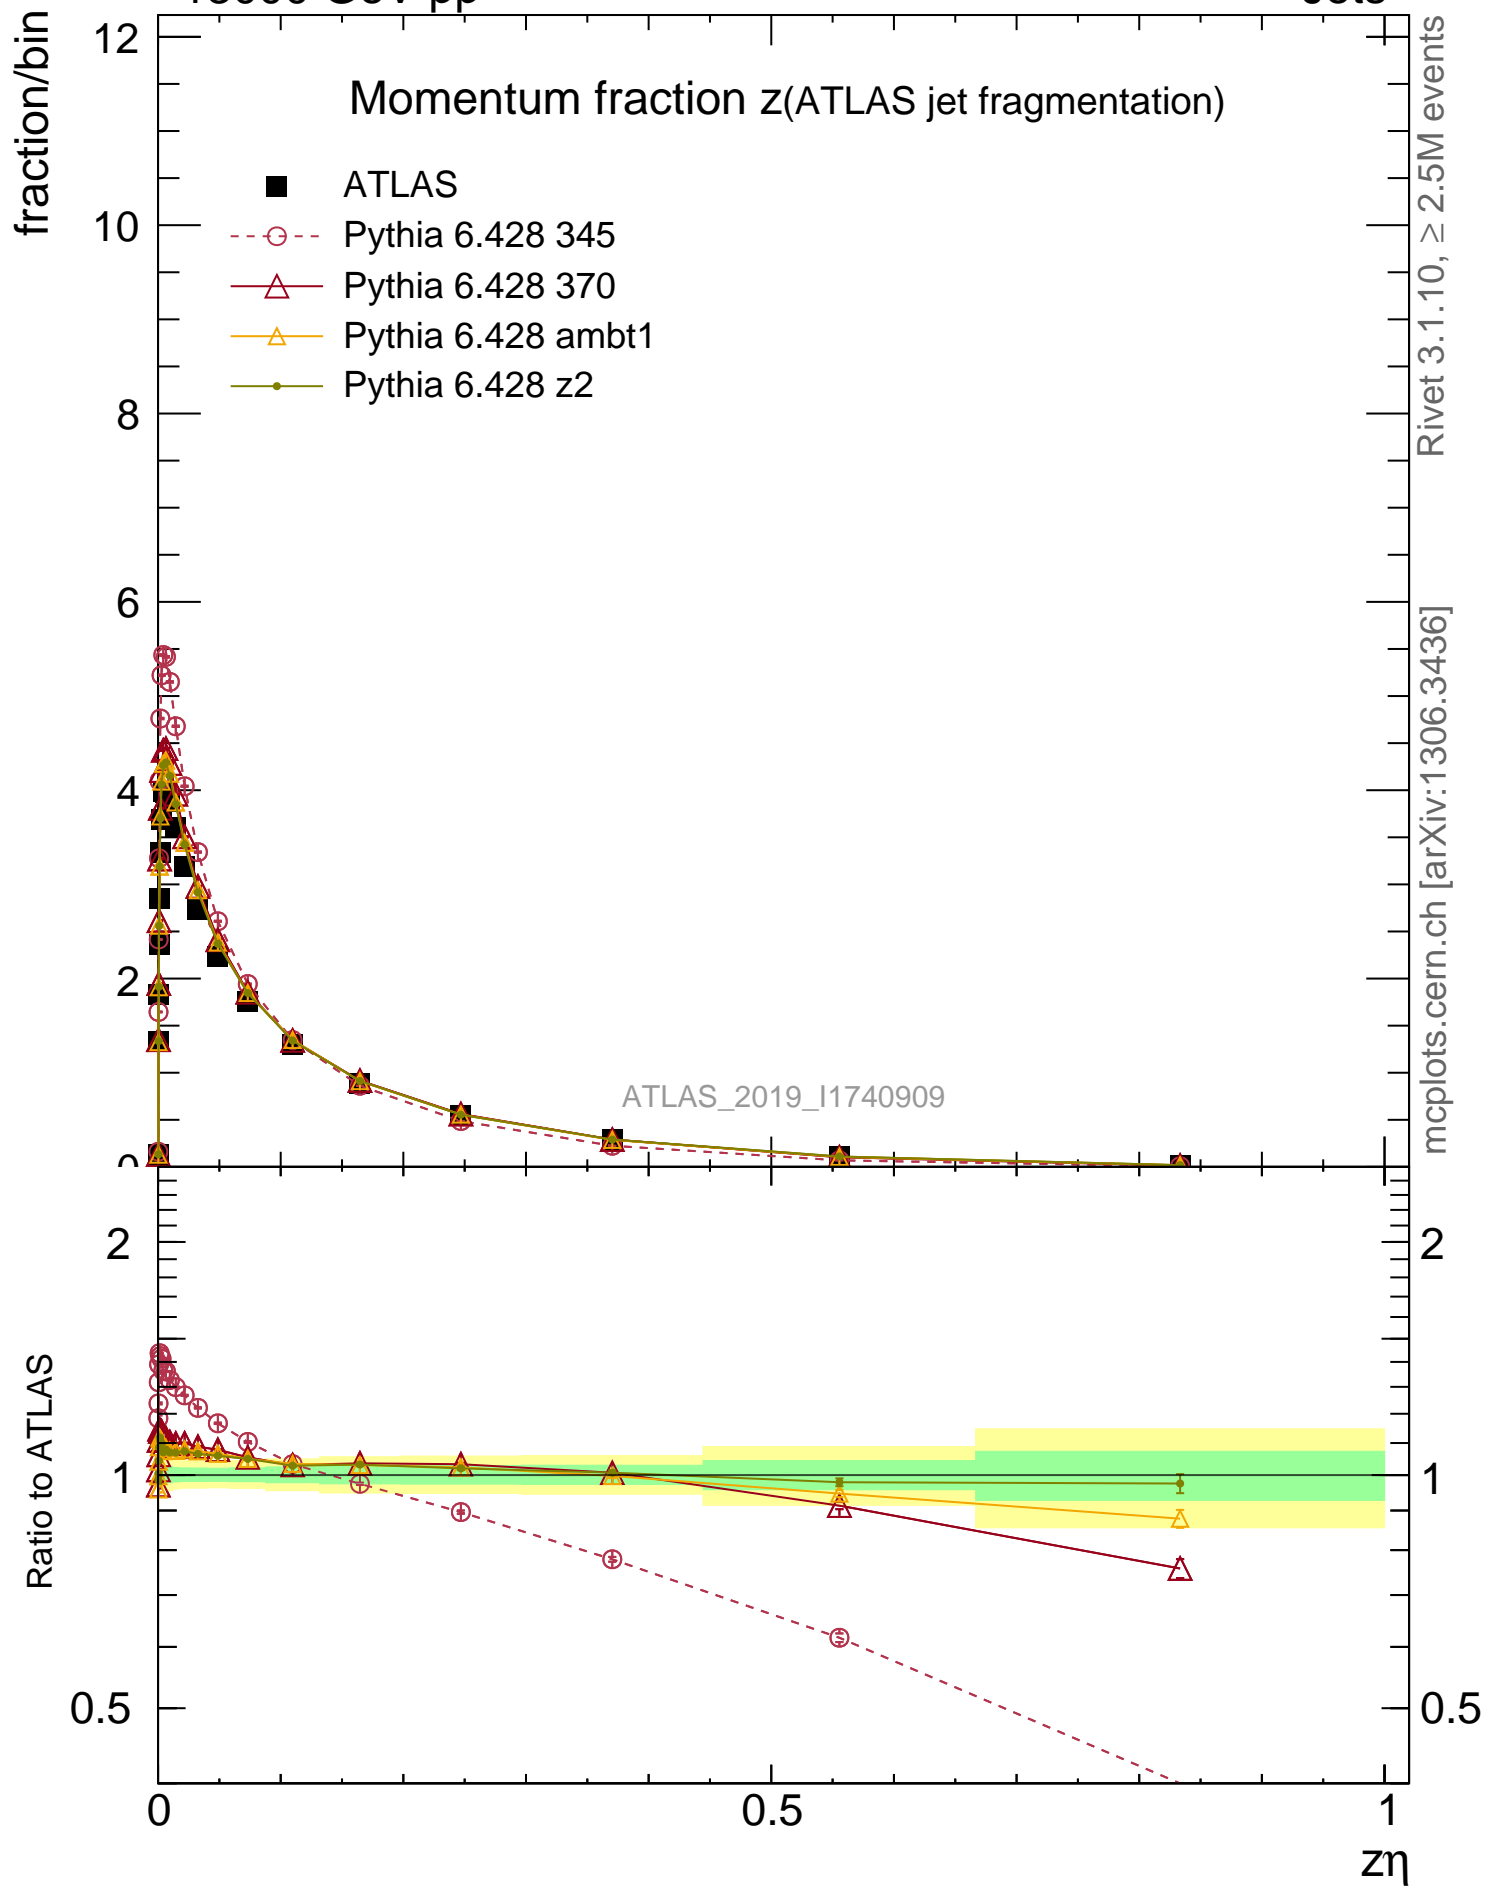 fraction/bin
12
10
8
6
4
2
0
Momentum fraction z(ATLAS jet fragmentation)
ATLAS
Pythia 6.428 345
Pythia 6.428 370
Pythia 6.428 ambt1
Pythia 6.428 z2
ATLAS_2019_I1740909
Rivet 3.1.10, ≥ 2.5M events
mcplots.cern.ch [arXiv:1306.3436]
Ratio to ATLAS
2
1
0.5
2
1
0.5
0
0.5
1
zη